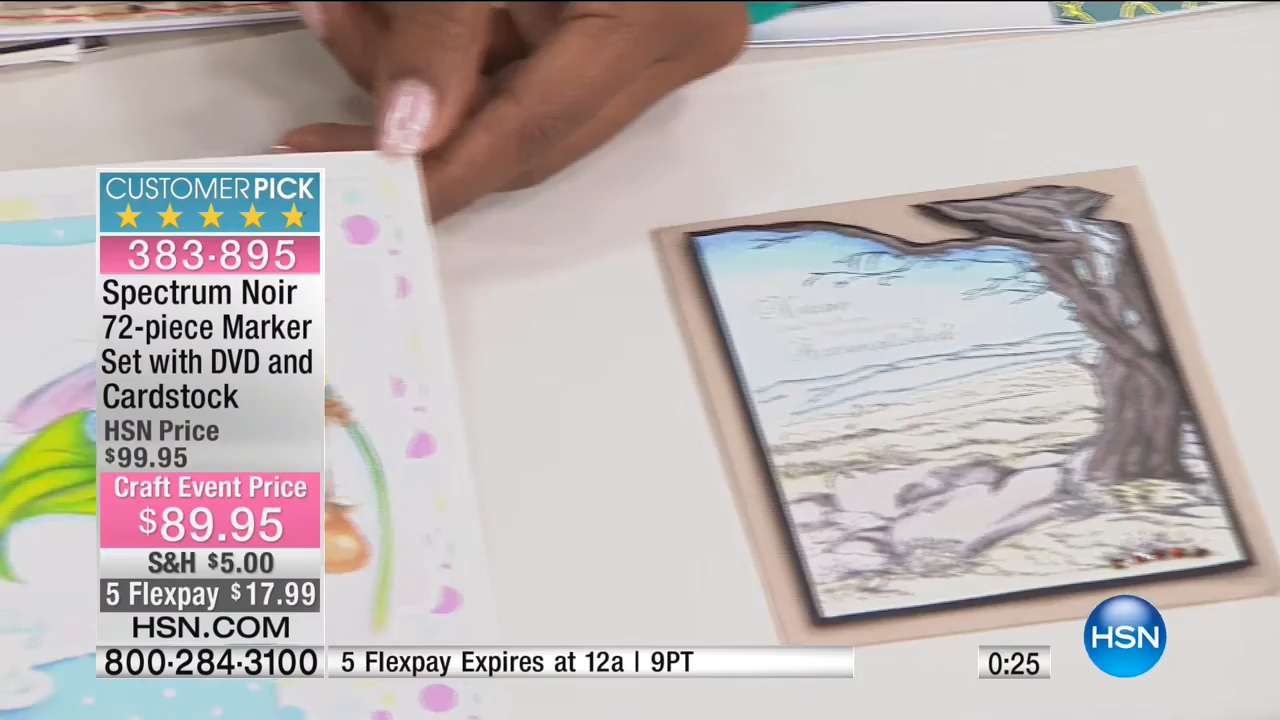 CUSTOMERPICK
383·895
Spectrum Noir
72-piece Marker
Set with DVD and
Cardstock
HSN Price
$99.95
Craft Event Price
$89.95
S&H $5.00
5 Flexpay $17.99
HSN.COM
800·284·3100
5 Flexpay Expires at 12a | 9PT
0:25
HSN